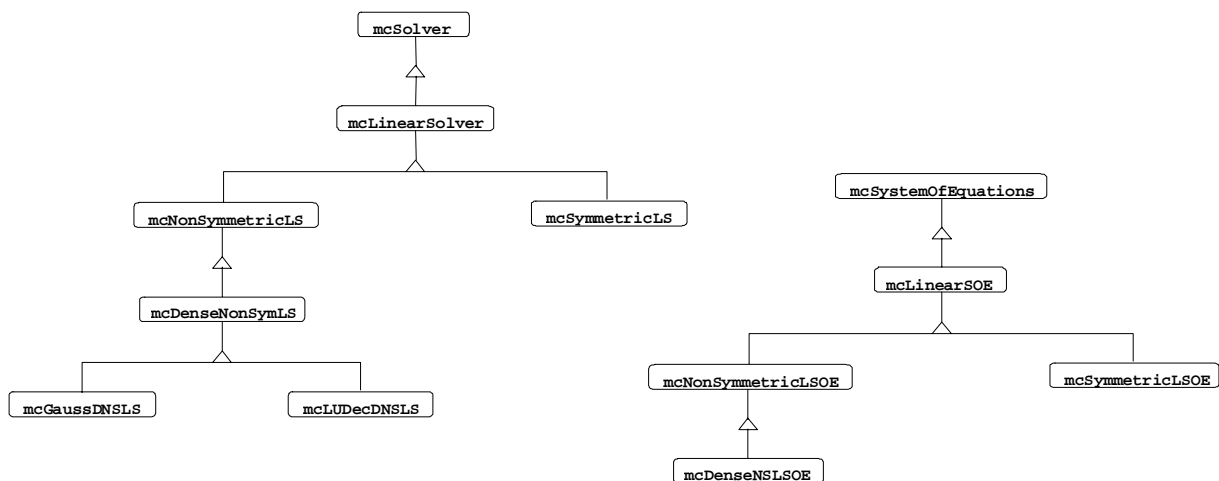 mcSolver
mcLinearSolver
mcNonSymmetricLS
mcSymmetricLS
mcDenseNonSymLS
mcGaussDNSLS
mcLUDecDNSLS
mcSystemOfEquations
mcLinearSOE
mcNonSymmetricLSOE
mcSymmetricLSOE
mcDenseNSLSOE